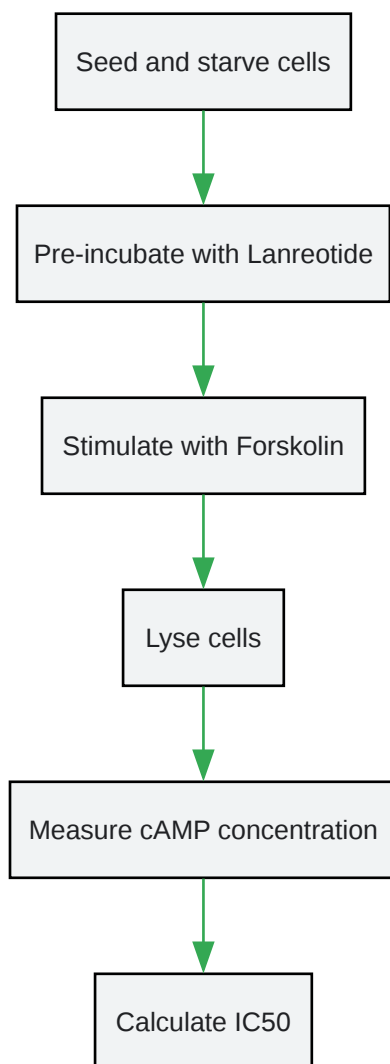 Seed and starve cells
Pre-incubate with Lanreotide
Stimulate with Forskolin
Lyse cells
Measure cAMP concentration
Calculate IC50